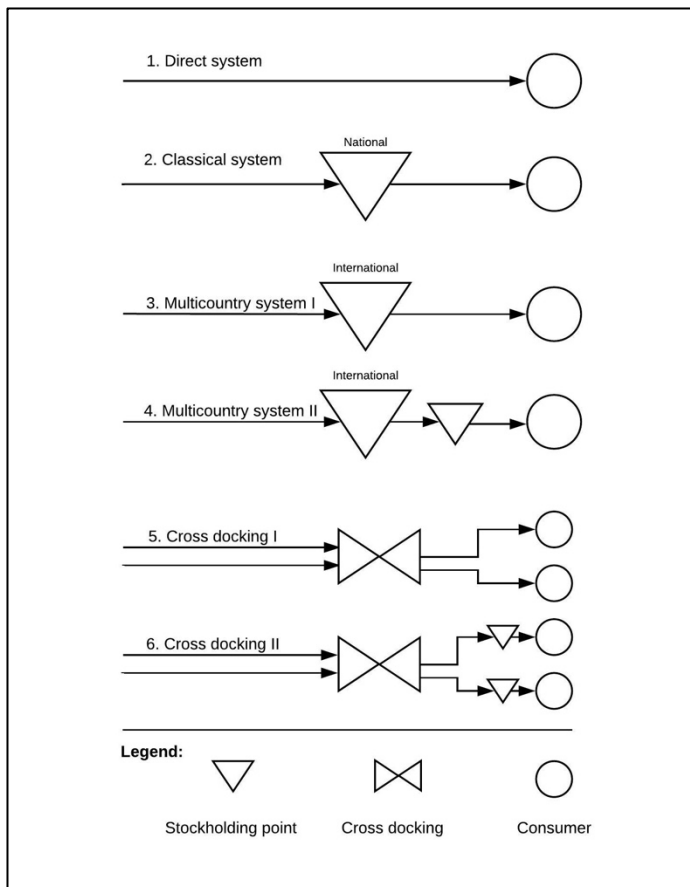 1. Direct system
National
2. Classical system
International
3. Multicountry system I
International
4. Multicountry system II
5. Cross docking I
6. Cross docking II
Legend:
Stockholding point
Cross docking
Consumer